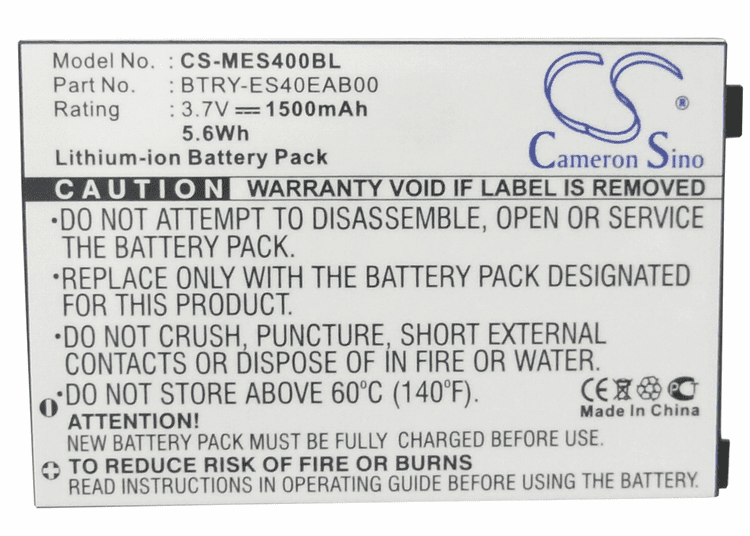 Model No. : CS-MES400BL
Part No. : BTRY-ES40EAB00
Rating : 3.7V 1500mAh
5.6Wh
Lithium-ion Battery Pack
CS ®
Cameron Sino
CAUTION WARRANTY VOID IF LABEL IS REMOVED
•DO NOT ATTEMPT TO DISASSEMBLE, OPEN OR SERVICE
THE BATTERY PACK.
•REPLACE ONLY WITH THE BATTERY PACK DESIGNATED
FOR THIS PRODUCT.
•DO NOT CRUSH, PUNCTURE, SHORT EXTERNAL
CONTACTS OR DISPOSE OF IN FIRE OR WATER.
•DO NOT STORE ABOVE 60°C (140°F).
CE
Made In China
ATTENTION!
NEW BATTERY PACK MUST BE FULLY CHARGED BEFORE USE.
TO REDUCE RISK OF FIRE OR BURNS
READ INSTRUCTIONS BEFORE CHARGING AND USING THE BATTERY.